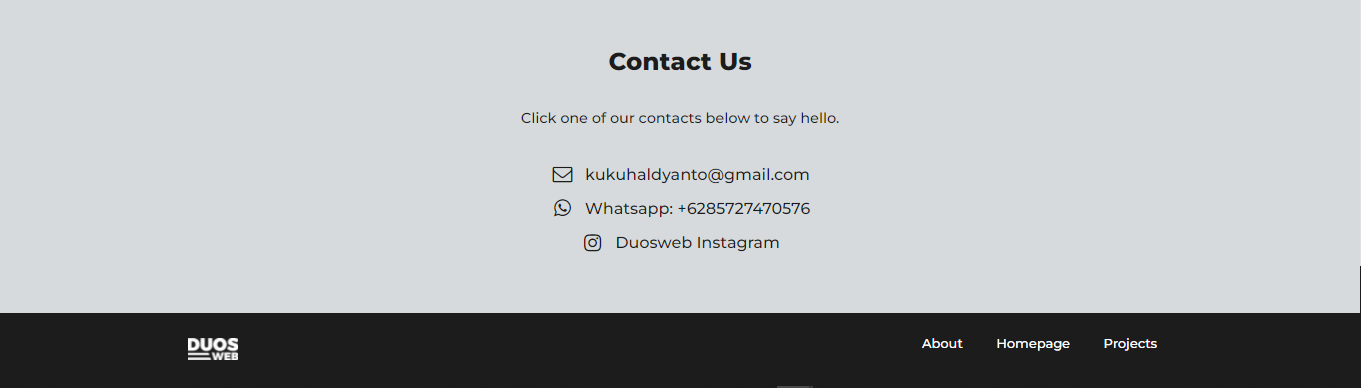 Contact Us
Click one of our contacts below to say hello.
kukuhaldyanto@gmail.com
Whatsapp: +6285727470576
Duosweb Instagram
DUOS
WEB
About Homepage Projects